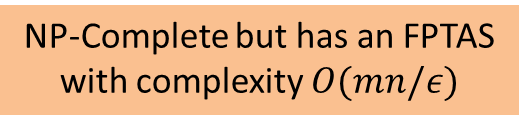 NP-Complete but has an FPTAS
with complexity 𝑂(𝑚𝑛/𝜖)